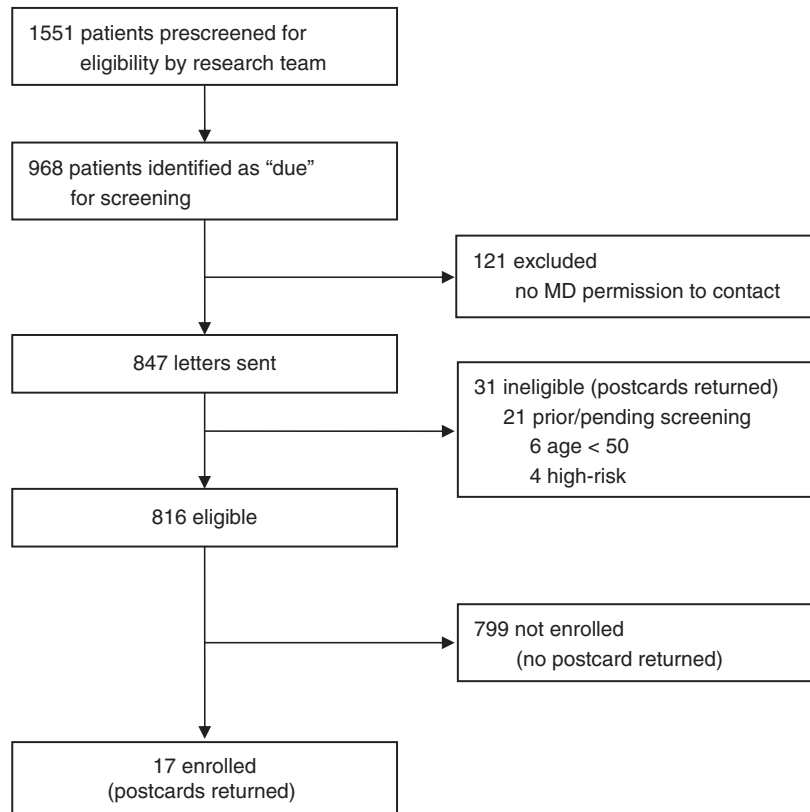 1551 patients prescreened for
eligibility by research team
968 patients identified as “due”
for screening
121 excluded
no MD permission to contact
847 letters sent
31 ineligible (postcards returned)
21 prior/pending screening
6 age < 50
4 high-risk
816 eligible
799 not enrolled
(no postcard returned)
17 enrolled
(postcards returned)